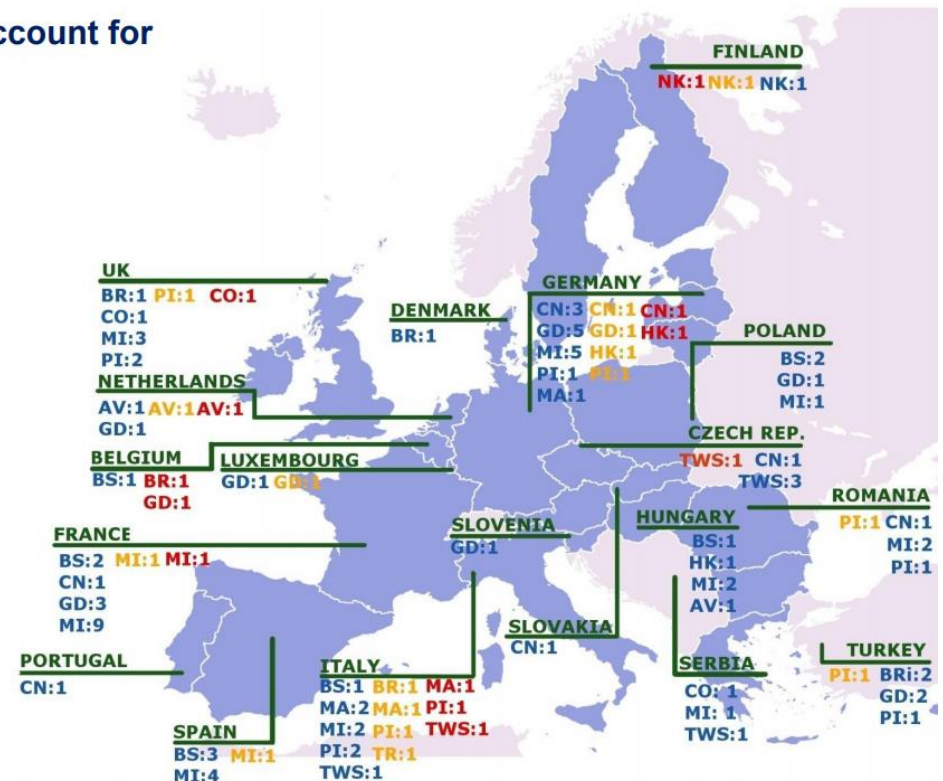 ccount for
FINLAND
NK:1 NK:1 NK:1
UK
BR:1 PI:1 CO:1
CO:1
MI:3
PI:2
DENMARK
BR:1
GERMANY
CN:3 CN:1 CN:1
GD:5 GD:1 HK:1
MI:5 HK:1
PI:1 PI:1
MA:1
POLAND
BS:2
GD:1
MI:1
NETHERLANDS
AV:1 AV:1 AV:1
GD:1
CZECH REP.
TWS:1 CN:1
TWS:3
BELGIUM
BS:1 BR:1
GD:1
LUXEMBOURG
GD:1 GD:1
ROMANIA
PI:1 CN:1
MI:2
PI:1
FRANCE
BS:2 MI:1 MI:1
CN:1
GD:3
MI:9
SLOVENIA
GD:1
HUNGARY
BS:1
HK:1
MI:2
AV:1
SLOVAKIA
CN:1
PORTUGAL
CN:1
ITALY
BS:1 BR:1 MA:1
MA:2 MA:1 PI:1
MI:2 PI:1 TWS:1
PI:2 TR:1
TWS:1
SERBIA
CO: 1
MI: 1
TWS:1
TURKEY
PI:1 BRi:2
GD:2
PI:1
SPAIN
BS:3 MI:1
MI:4